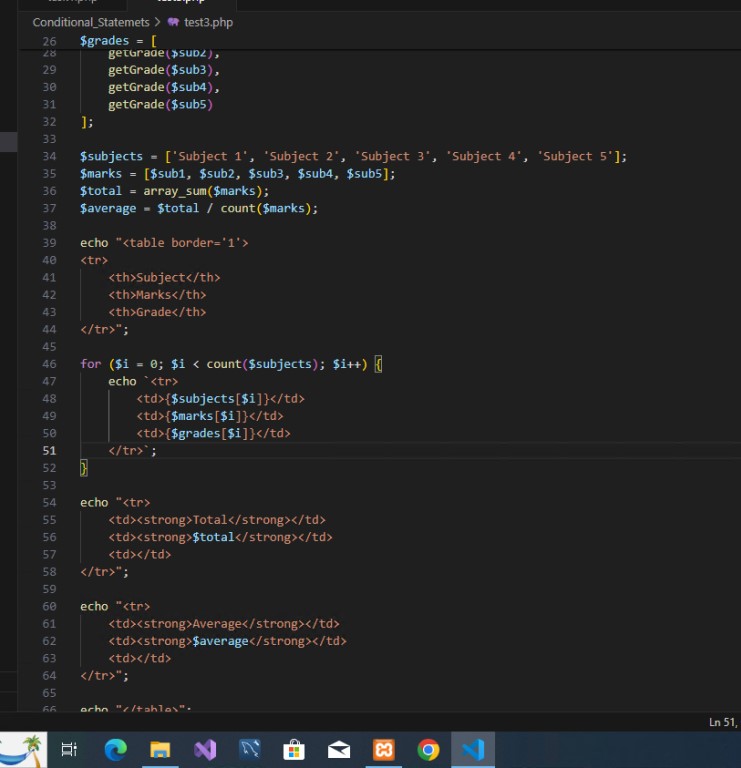 Conditional_Statemets > test3.php
26 $grades = [
28 getGrade($sub2),
29 getGrade($sub3),
30 getGrade($sub4),
31 getGrade($sub5)
32 ];
33
34 $subjects = ['Subject 1', 'Subject 2', 'Subject 3', 'Subject 4', 'Subject 5'];
35 $marks = [$sub1, $sub2, $sub3, $sub4, $sub5];
36 $total = array_sum($marks);
37 $average = $total / count($marks);
38
39 echo "<table border='1'>
40 <tr>
41 <th>Subject</th>
42 <th>Marks</th>
43 <th>Grade</th>
44 </tr>";
45
46 for ($i = 0; $i < count($subjects); $i++) {
47 echo `<tr>
48 <td>{$subjects[$i]}</td>
49 <td>{$marks[$i]}</td>
50 <td>{$grades[$i]}</td>
51 </tr>`;
52 }
53
54 echo "<tr>
55 <td><strong>Total</strong></td>
56 <td><strong>$total</strong></td>
57 <td></td>
58 </tr>";
59
60 echo "<tr>
61 <td><strong>Average</strong></td>
62 <td><strong>$average</strong></td>
63 <td></td>
64 </tr>";
65
66 echo "</table>";
Ln 51,